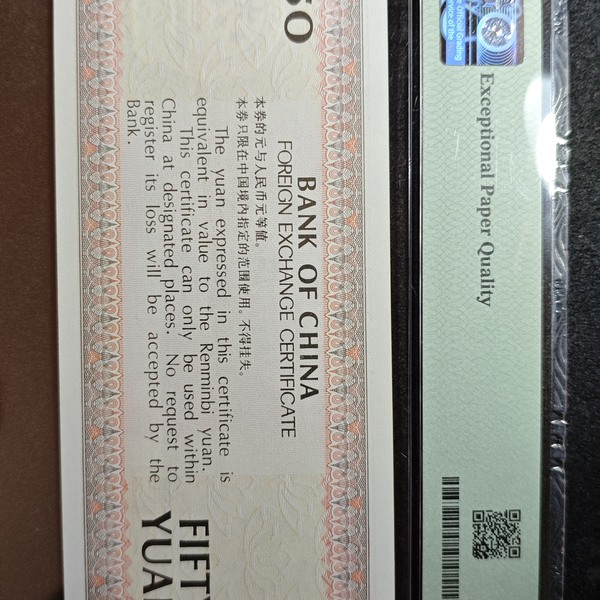 50
BANK OF CHINA
FOREIGN EXCHANGE CERTIFICATE
本券的元与人民币元等值。
本券只限在中国境内指定的范围使用。不得挂失。
The yuan expressed in this certificate is
equivalent in value to the Renminbi yuan.
This certificate can only be used within
China at designated places. No request to
register its loss will be accepted by the
Bank.
FIFTY
Exceptional Paper Quality